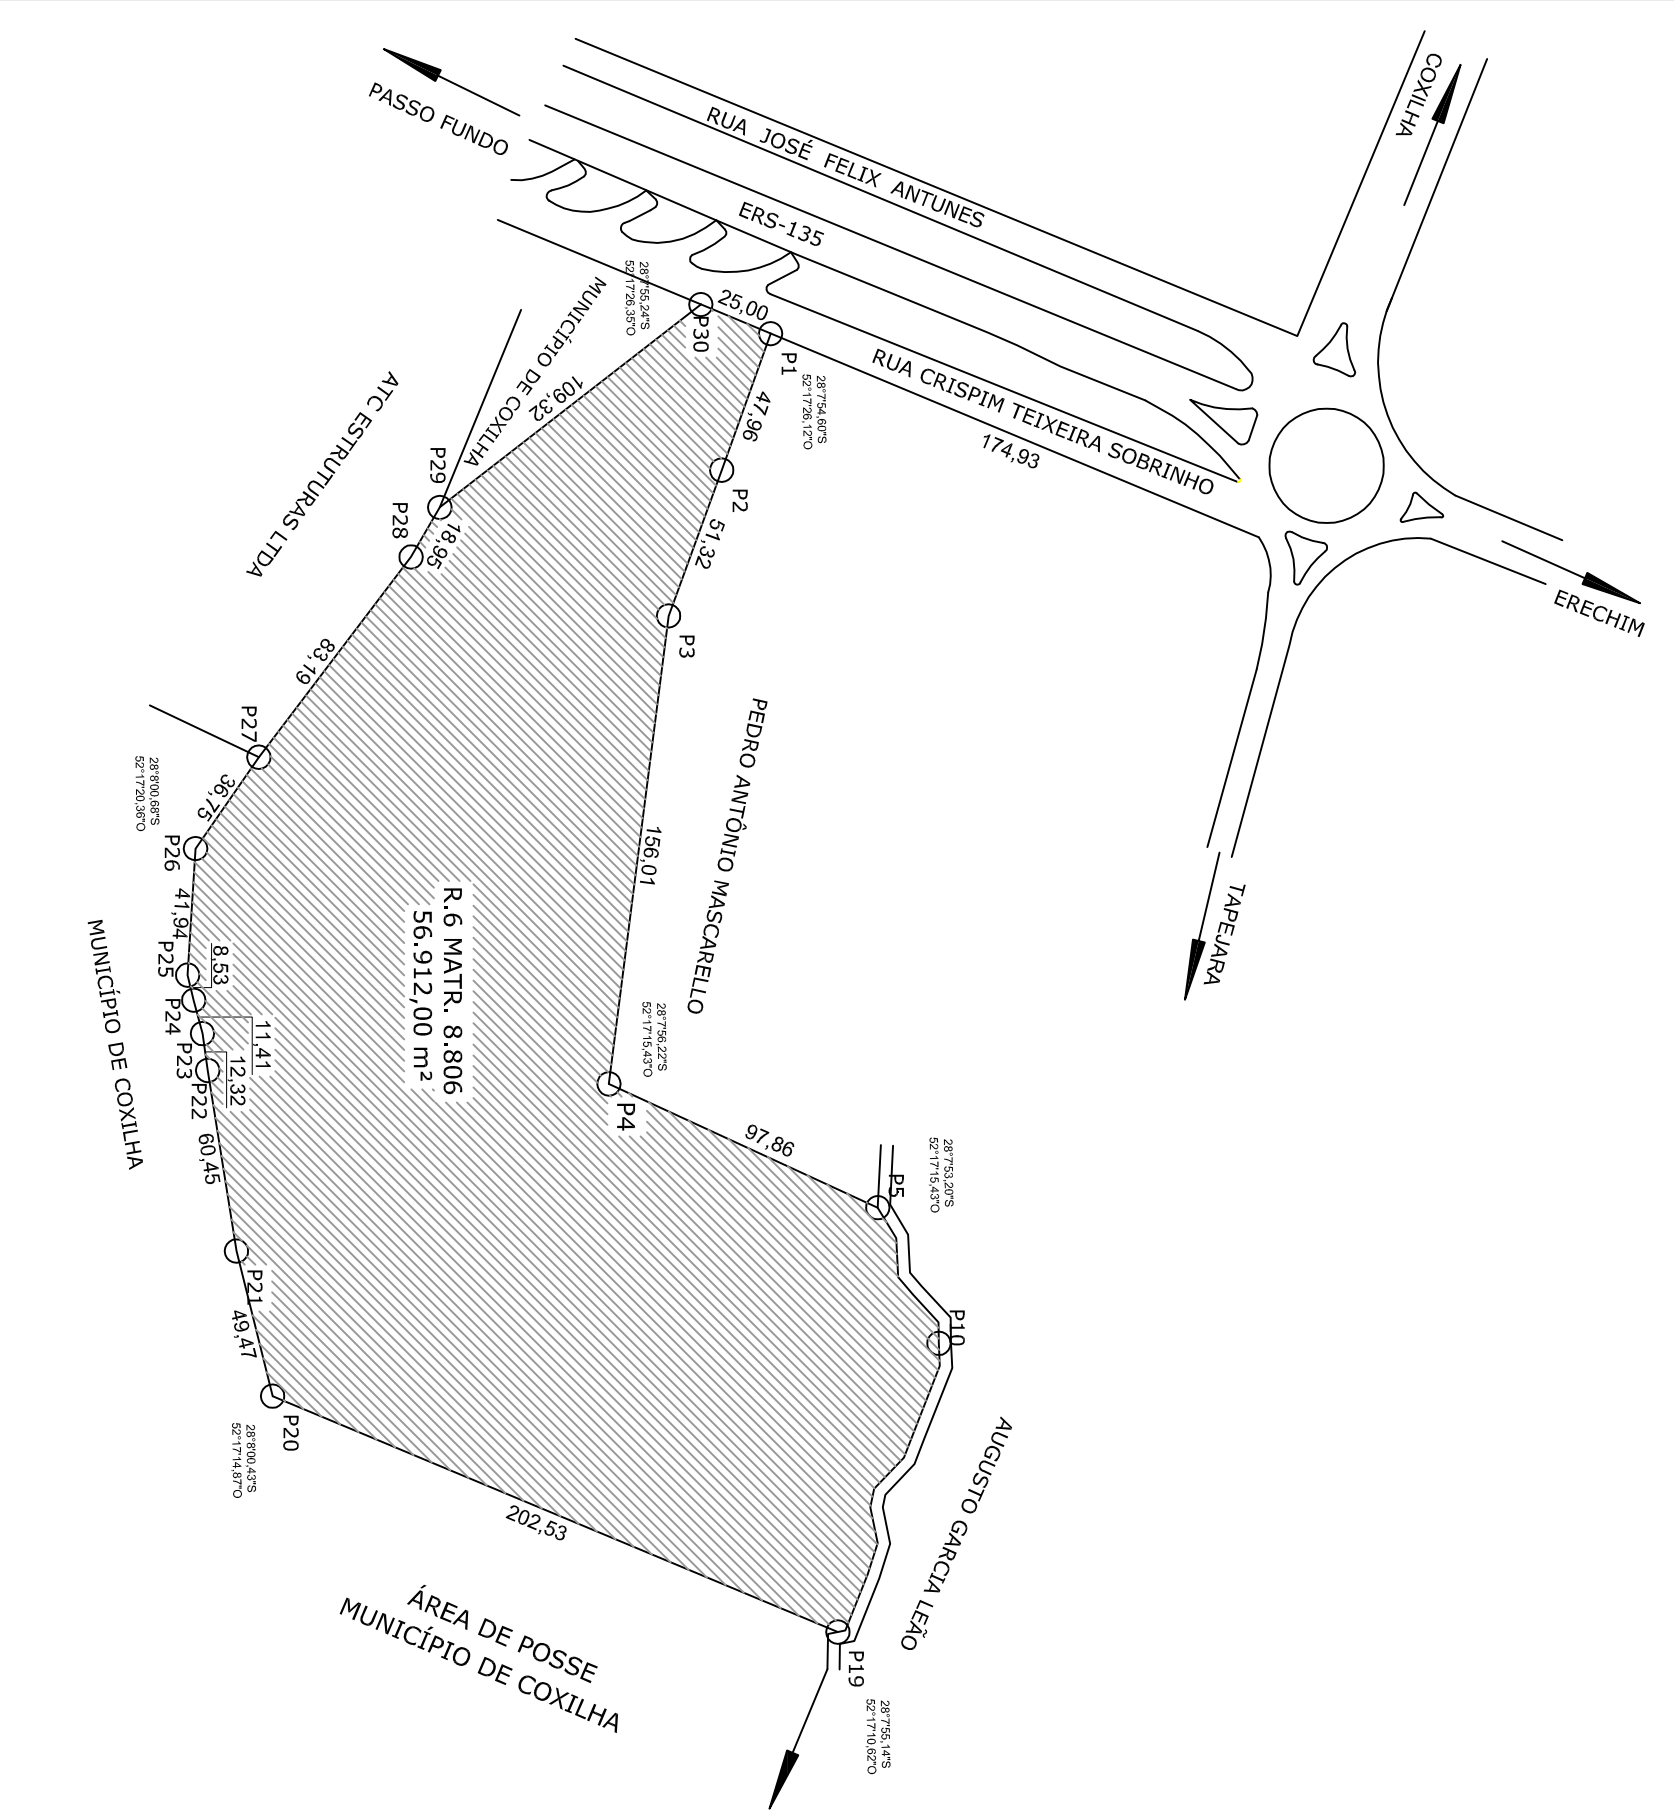 COXILHA
PASSO FUNDO
RUA JOSÉ FELIX ANTUNES
ERS-135
RUA CRISPIM TEIXEIRA SOBRINHO
174,93
ERECHIM
TAPEJARA
28°7'55,24"S
52°17'26,35"O
25,00
P30
P1
28°7'54,60"S
52°17'26,12"O
MUNICÍPIO DE COXILHA
109,32
47,96
P2
51,32
P3
ATC ESTRUTURAS LTDA
P29
18,95
P28
83,19
P27
36,75
28°8'00,68"S
52°17'20,36"O
P26
41,94
P25
8,53
P24
11,41
P23
12,32
P22
60,45
MUNICÍPIO DE COXILHA
P21
49,47
P20
28°8'00,43"S
52°17'14,87"O
PEDRO ANTÔNIO MASCARELLO
156,01
R.6 MATR. 8.806
56.912,00 m²
28°7'56,22"S
52°17'15,43"O
P4
97,86
28°7'53,20"S
52°17'15,43"O
P5
P10
AUGUSTO GARCIA LEÃO
202,53
P19
28°7'55,14"S
52°17'10,62"O
ÁREA DE POSSE
MUNICÍPIO DE COXILHA